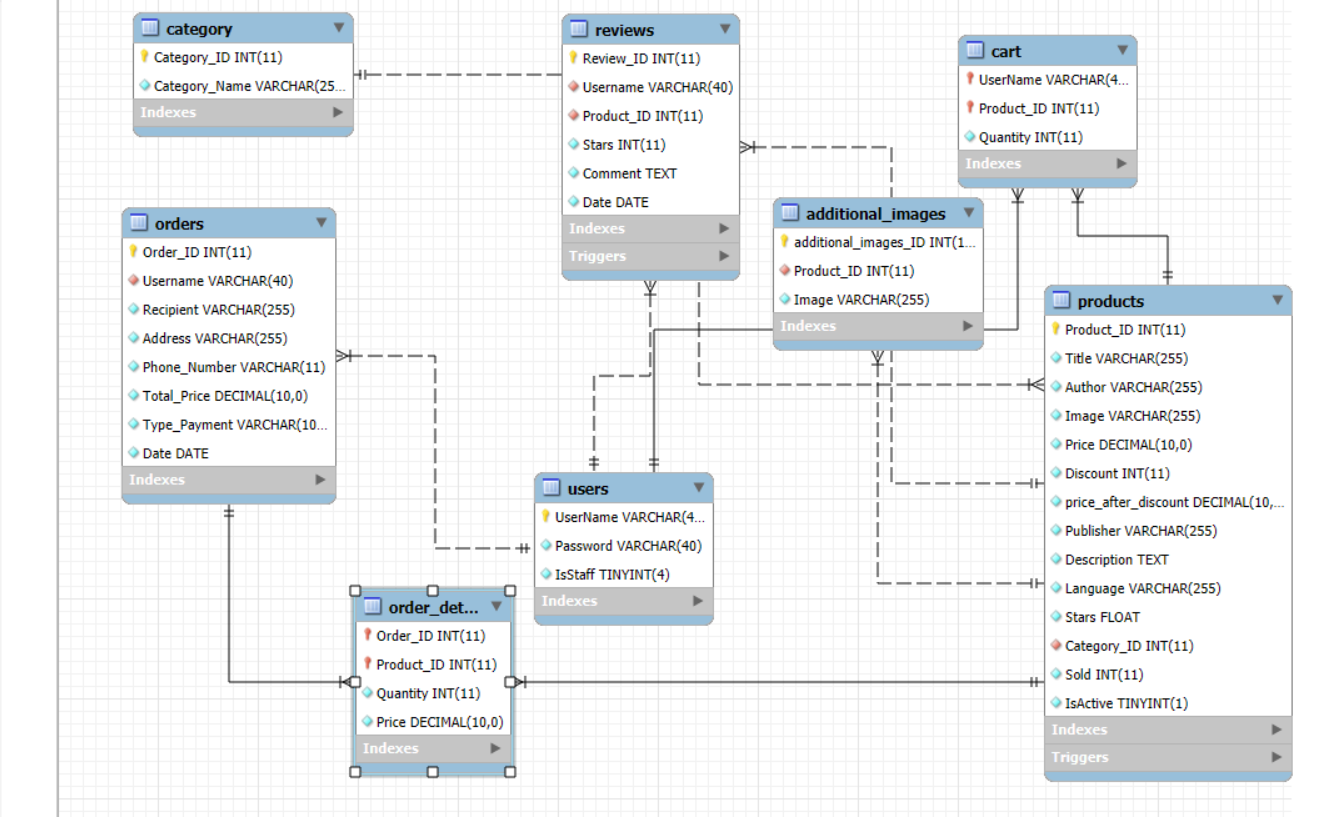 category
Category_ID INT(11)
Category_Name VARCHAR(25...
Indexes
reviews
Review_ID INT(11)
Username VARCHAR(40)
Product_ID INT(11)
Stars INT(11)
Comment TEXT
Date DATE
Indexes
Triggers
cart
UserName VARCHAR(4...
Product_ID INT(11)
Quantity INT(11)
Indexes
orders
Order_ID INT(11)
Username VARCHAR(40)
Recipient VARCHAR(255)
Address VARCHAR(255)
Phone_Number VARCHAR(11)
Total_Price DECIMAL(10,0)
Type_Payment VARCHAR(10...
Date DATE
Indexes
additional_images
additional_images_ID INT(1...
Product_ID INT(11)
Image VARCHAR(255)
Indexes
products
Product_ID INT(11)
Title VARCHAR(255)
Author VARCHAR(255)
Image VARCHAR(255)
Price DECIMAL(10,0)
Discount INT(11)
price_after_discount DECIMAL(10,...
Publisher VARCHAR(255)
Description TEXT
Language VARCHAR(255)
Stars FLOAT
Category_ID INT(11)
Sold INT(11)
IsActive TINYINT(1)
Indexes
Triggers
users
UserName VARCHAR(4...
Password VARCHAR(40)
IsStaff TINYINT(4)
Indexes
order_det...
Order_ID INT(11)
Product_ID INT(11)
Quantity INT(11)
Price DECIMAL(10,0)
Indexes